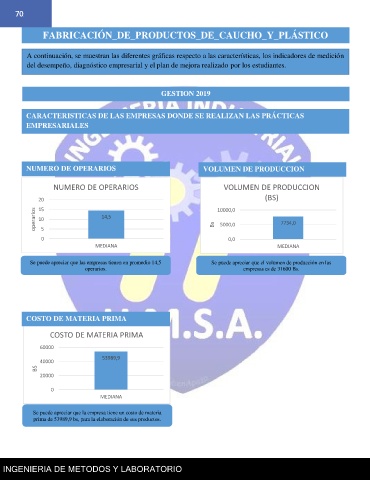 70
FABRICACIÓN_DE_PRODUCTOS_DE_CAUCHO_Y_PLÁSTICO
A continuación, se muestran las diferentes gráficas respecto a las características, los indicadores de medición
del desempeño, diagnóstico empresarial y el plan de mejora realizado por los estudiantes.
GESTION 2019
CARACTERISTICAS DE LAS EMPRESAS DONDE SE REALIZAN LAS PRÁCTICAS
EMPRESARIALES
INGENIERIA INDUSTRIAL
NUMERO DE OPERARIOS
VOLUMEN DE PRODUCCION
NUMERO DE OPERARIOS
20
15
10
5
0
operarios
14,5
MEDIANA
VOLUMEN DE PRODUCCION
(BS)
10000,0
5000,0
0,0
Bs
MEDIANA
Se puede apreciar que las empresas tienen en promedio 14,5
operarios.
Se puede apreciar que el volumen de producción en las
empresas es de 31600 Bs.
U.M.S.A.
COSTO DE MATERIA PRIMA
COSTO DE MATERIA PRIMA
60000
40000
20000
0
BS
53989,9
MEDIANA
Se puede apreciar que la empresa tiene un costo de materia
prima de 53989,9 bs, para la elaboración de sus productos.
INGENIERIA DE METODOS Y LABORATORIO